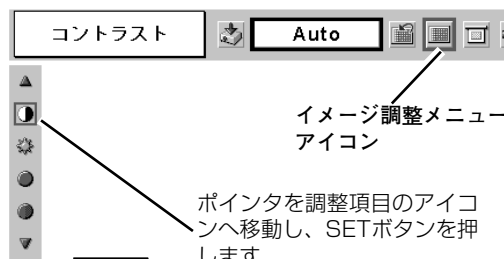 コントラスト
Auto
イメージ調整メニュー
アイコン
ポインタを調整項目のアイコ
ンへ移動し、SETボタンを押
します